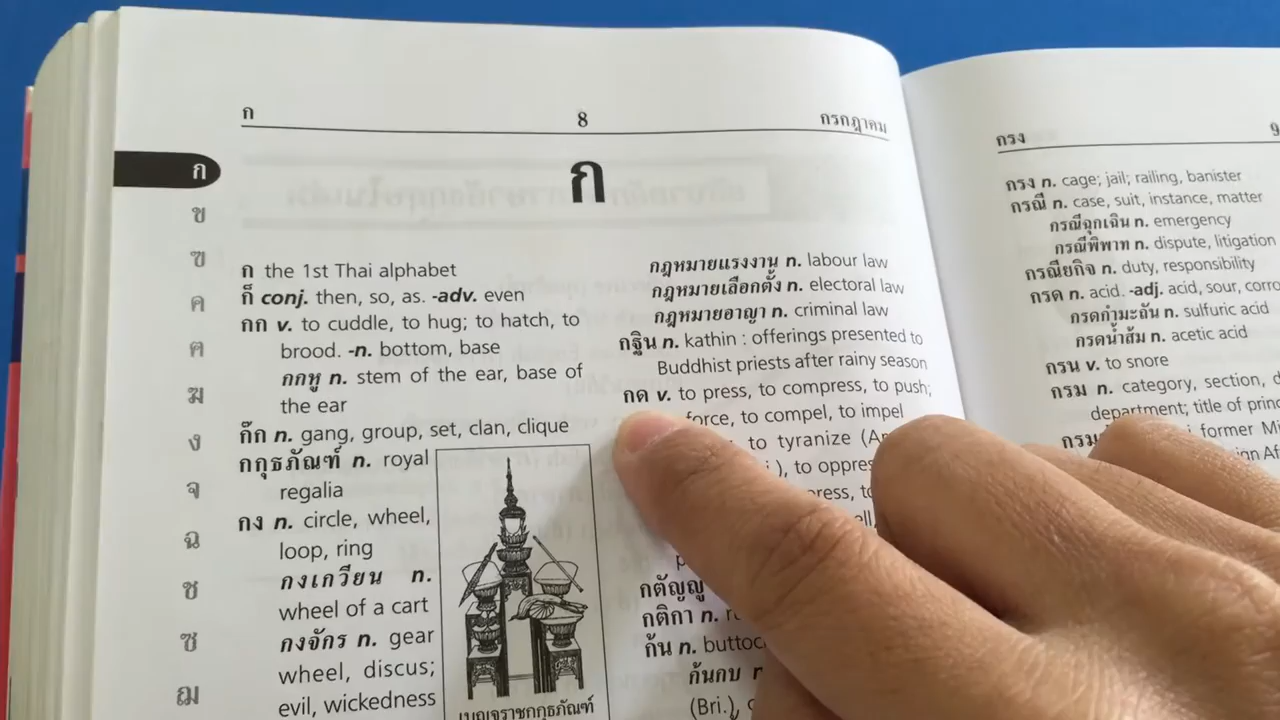 ก 8 กรกฎาคม
ก
ก
ข
ฃ
ค
ฅ
ฆ
ง
จ
ฉ
ช
ซ
ฌ
ก the 1st Thai alphabet
ก็ conj. then, so, as. -adv. even
กก v. to cuddle, to hug; to hatch, to
brood. -n. bottom, base
กกหู n. stem of the ear, base of
the ear
ก๊ก n. gang, group, set, clan, clique
กกุธภัณฑ์ n. royal
regalia
กง n. circle, wheel,
loop, ring
กงเกวียน n.
wheel of a cart
กงจักร n. gear
wheel, discus;
evil, wickedness
เบญจราชกกุธภัณฑ์
กฎหมายแรงงาน n. labour law
กฎหมายเลือกตั้ง n. electoral law
กฎหมายอาญา n. criminal law
กฐิน n. kathin : offerings presented to
Buddhist priests after rainy season
กด v. to press, to compress, to push;
force, to compel, to impel
to tyranize
to
กตัญญู
กติกา n.
ก้น n.
ก้นกบ
(Bri.),
กรง 9
กรง n. cage; jail; railing, banister
กรณี n. case, suit, instance, matter
กรณีฉุกเฉิน n. emergency
กรณีพิพาท n. dispute, litigation
กรณียกิจ n. duty, responsibility
กรด n. acid. -adj. acid, sour,
กรดกำมะถัน n. sulfuric acid
กรดน้ำส้ม n. acetic acid
กรน v. to snore
กรม n. category, section,
department; title of
former